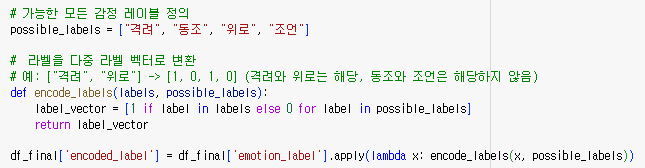 # 가능한 모든 감정 레이블 정의
possible_labels = ["격려", "동조", "위로", "조언"]
# 라벨을 다중 라벨 벡터로 변환
# 예: ["격려", "위로"] -> [1, 0, 1, 0] (격려와 위로는 해당, 동조와 조언은 해당하지 않음)
def encode_labels(labels, possible_labels):
    label_vector = [1 if label in labels else 0 for label in possible_labels]
    return label_vector
df_final['encoded_label'] = df_final['emotion_label'].apply(lambda x: encode_labels(x, possible_labels))